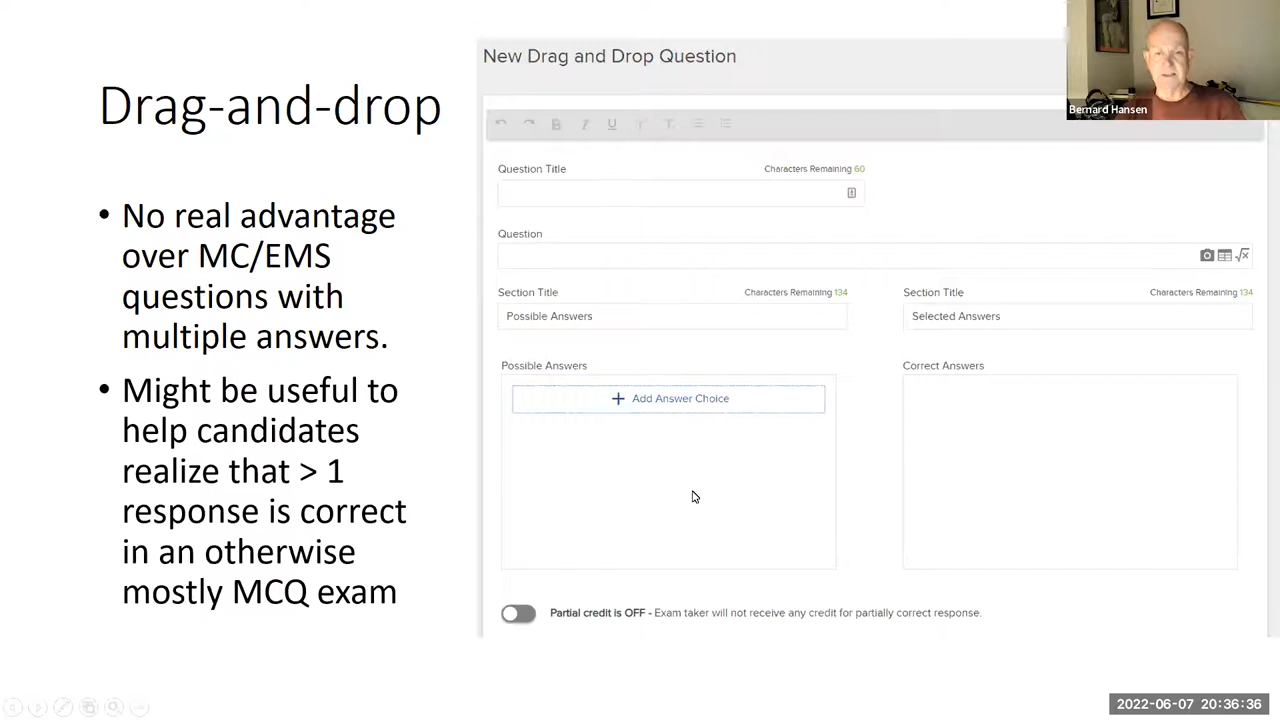 Drag-and-drop
• No real advantage
over MC/EMS
questions with
multiple answers.
• Might be useful to
help candidates
realize that > 1
response is correct
in an otherwise
mostly MCQ exam
New Drag and Drop Question
Question Title
Characters Remaining 60
Question
Section Title
Characters Remaining 134
Section Title
Characters Remaining 134
Possible Answers
Selected Answers
Possible Answers
Correct Answers
+ Add Answer Choice
Partial credit is OFF - Exam taker will not receive any credit for partially correct response.
Bernard Hansen
2022-06-07 20:36:36